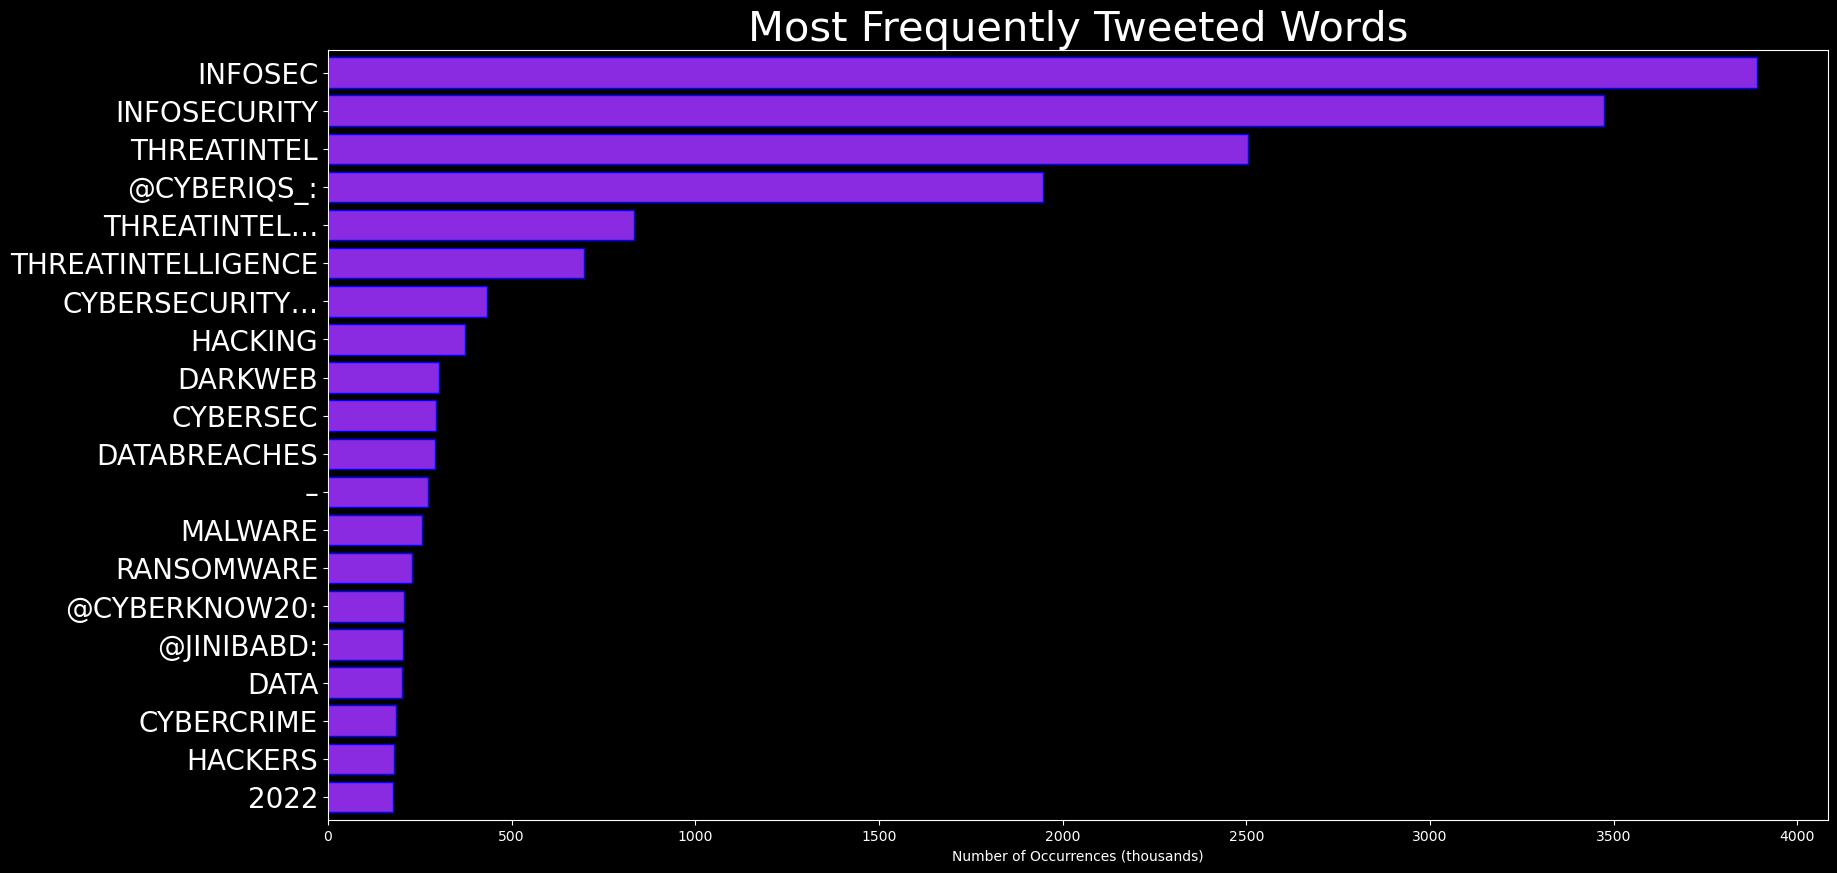 Most Frequently Tweeted Words
INFOSEC
INFOSECURITY
THREATINTEL
@CYBERIQS_:
THREATINTEL…
THREATINTELLIGENCE
CYBERSECURITY…
HACKING
DARKWEB
CYBERSEC
DATABREACHES
–
MALWARE
RANSOMWARE
@CYBERKNOW20:
@JINIBABD:
DATA
CYBERCRIME
HACKERS
2022
0 500 1000 1500 2000 2500 3000 3500 4000
Number of Occurrences (thousands)